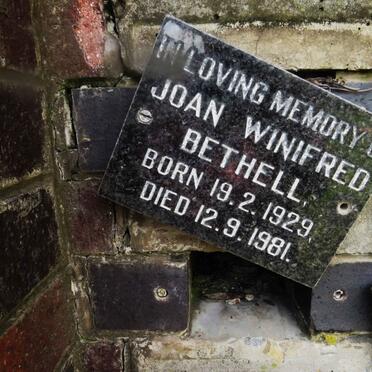 IN LOVING MEMORY O
JOAN WINIFRED
BETHELL,
BORN 19.2.1929,
DIED 12.9.1981.